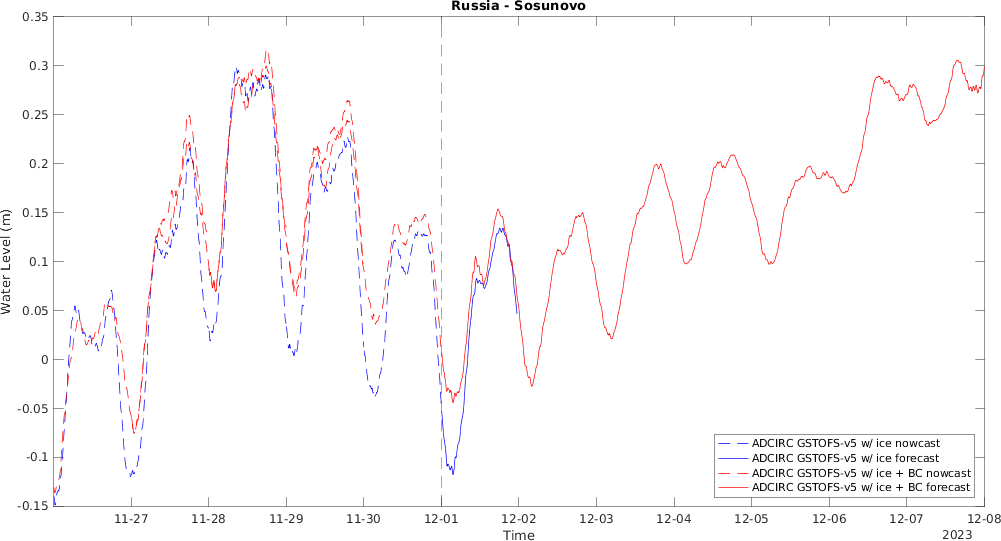 Russia - Sosunovo
0.35
0.3
0.25
0.2
0.15
0.1
0.05
0
-0.05
-0.1
-0.15
Water Level (m)
ADCIRC GSTOFS-v5 w/ ice nowcast
ADCIRC GSTOFS-v5 w/ ice forecast
ADCIRC GSTOFS-v5 w/ ice + BC nowcast
ADCIRC GSTOFS-v5 w/ ice + BC forecast
11-27 11-28 11-29 11-30 12-01 12-02 12-03 12-04 12-05 12-06 12-07 12-08
Time
2023